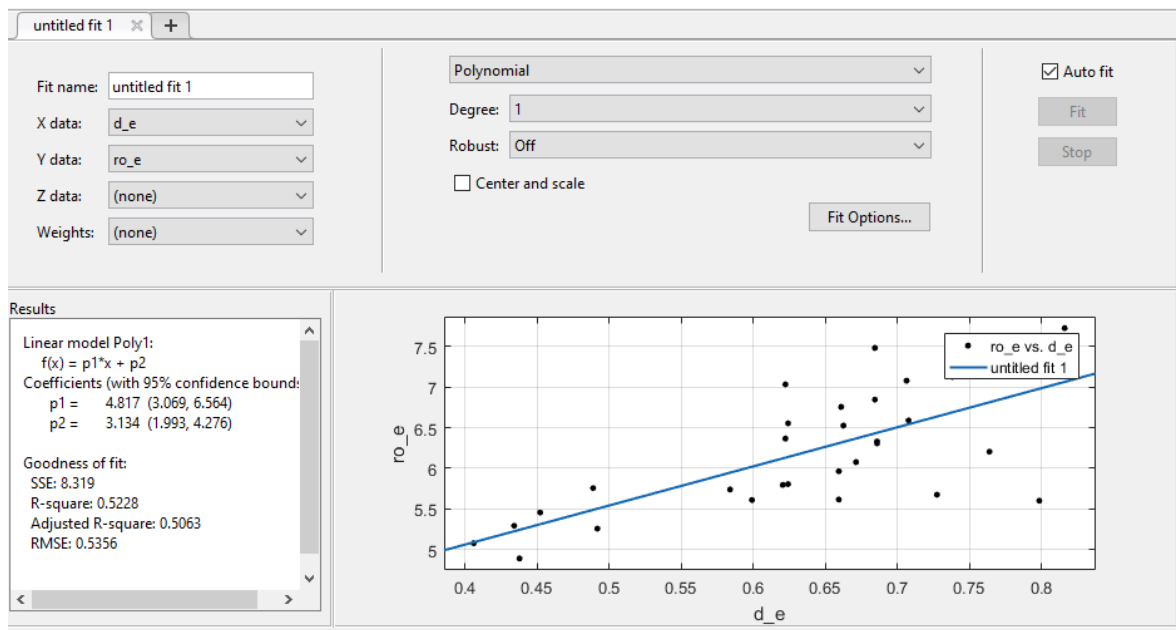 untitled fit 1
Fit name: untitled fit 1
X data: d_e
Y data: ro_e
Z data: (none)
Weights: (none)
Polynomial
Degree: 1
Robust: Off
Center and scale
Fit Options...
Auto fit
Fit
Stop
Results
Linear model Poly1:
f(x) = p1*x + p2
Coefficients (with 95% confidence bounds
p1 = 4.817 (3.069, 6.564)
p2 = 3.134 (1.993, 4.276)
Goodness of fit:
SSE: 8.319
R-square: 0.5228
Adjusted R-square: 0.5063
RMSE: 0.5356
ro_e vs. d_e
untitled fit 1
7.5
7
6.5
6
5.5
5
ro_e
0.4 0.45 0.5 0.55 0.6 0.65 0.7 0.75 0.8
d_e